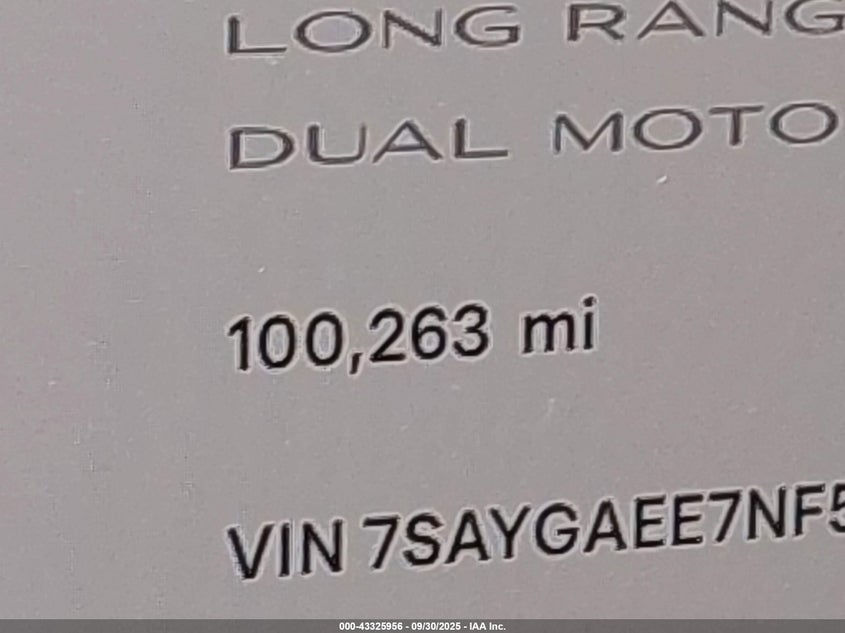 LONG RANG
DUAL MOTO
100,263 mi
VIN 7SAYGAEE7NF5
000-43325956 - 09/30/2025 - IAA Inc.